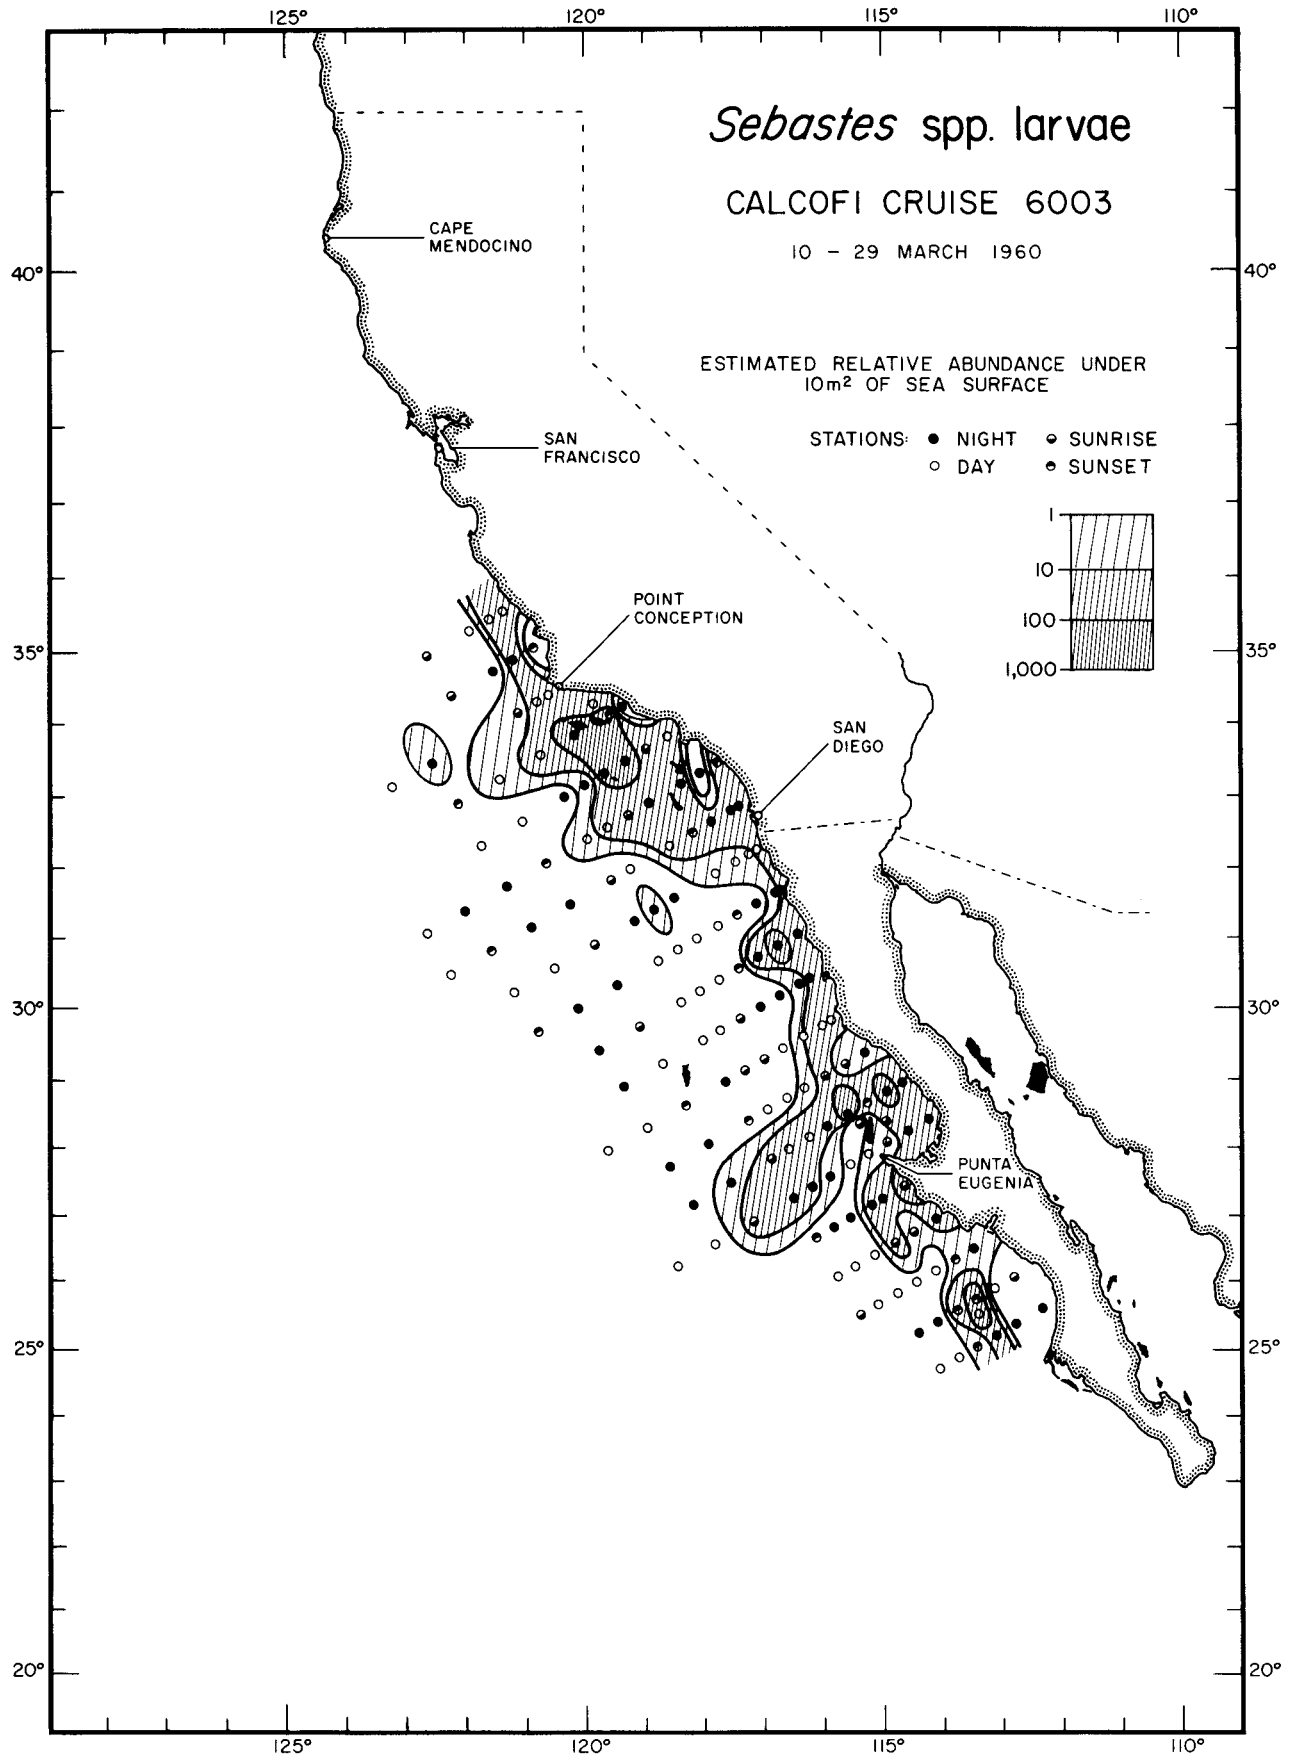 125°
120°
115°
110°
Sebastes spp. larvae
CALCOFI CRUISE 6003
10 – 29 MARCH 1960
CAPE
MENDOCINO
40°
40°
ESTIMATED RELATIVE ABUNDANCE UNDER
10m² OF SEA SURFACE
STATIONS: ● NIGHT ◒ SUNRISE
○ DAY ◓ SUNSET
SAN
FRANCISCO
1
10
100
1,000
POINT
CONCEPTION
35°
35°
SAN
DIEGO
30°
30°
PUNTA
EUGENIA
25°
25°
20°
20°
125°
120°
115°
110°